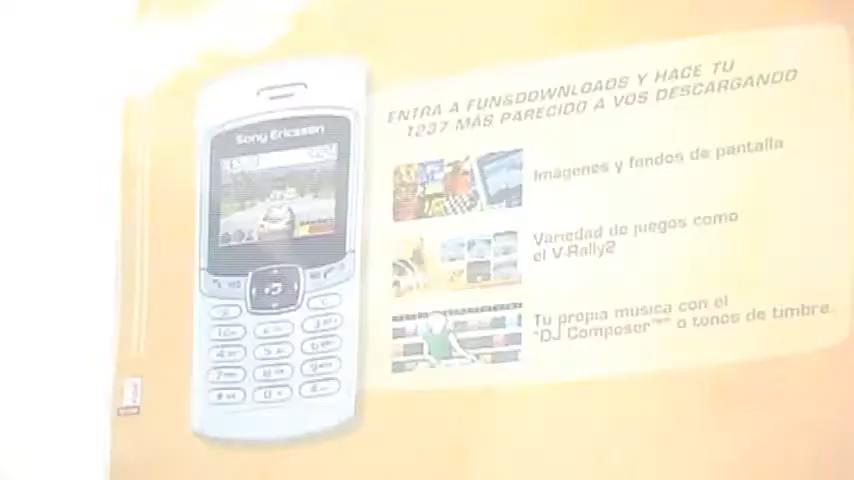 ENTRA A FUN&DOWNLOADS Y HACE TU
T237 MÁS PARECIDO A VOS DESCARGANDO
Sony Ericsson
Imágenes y fondos de pantalla
Variedad de juegos como
el V-Rally2
Tu propia música con el
"DJ Composer" o tonos de timbre.